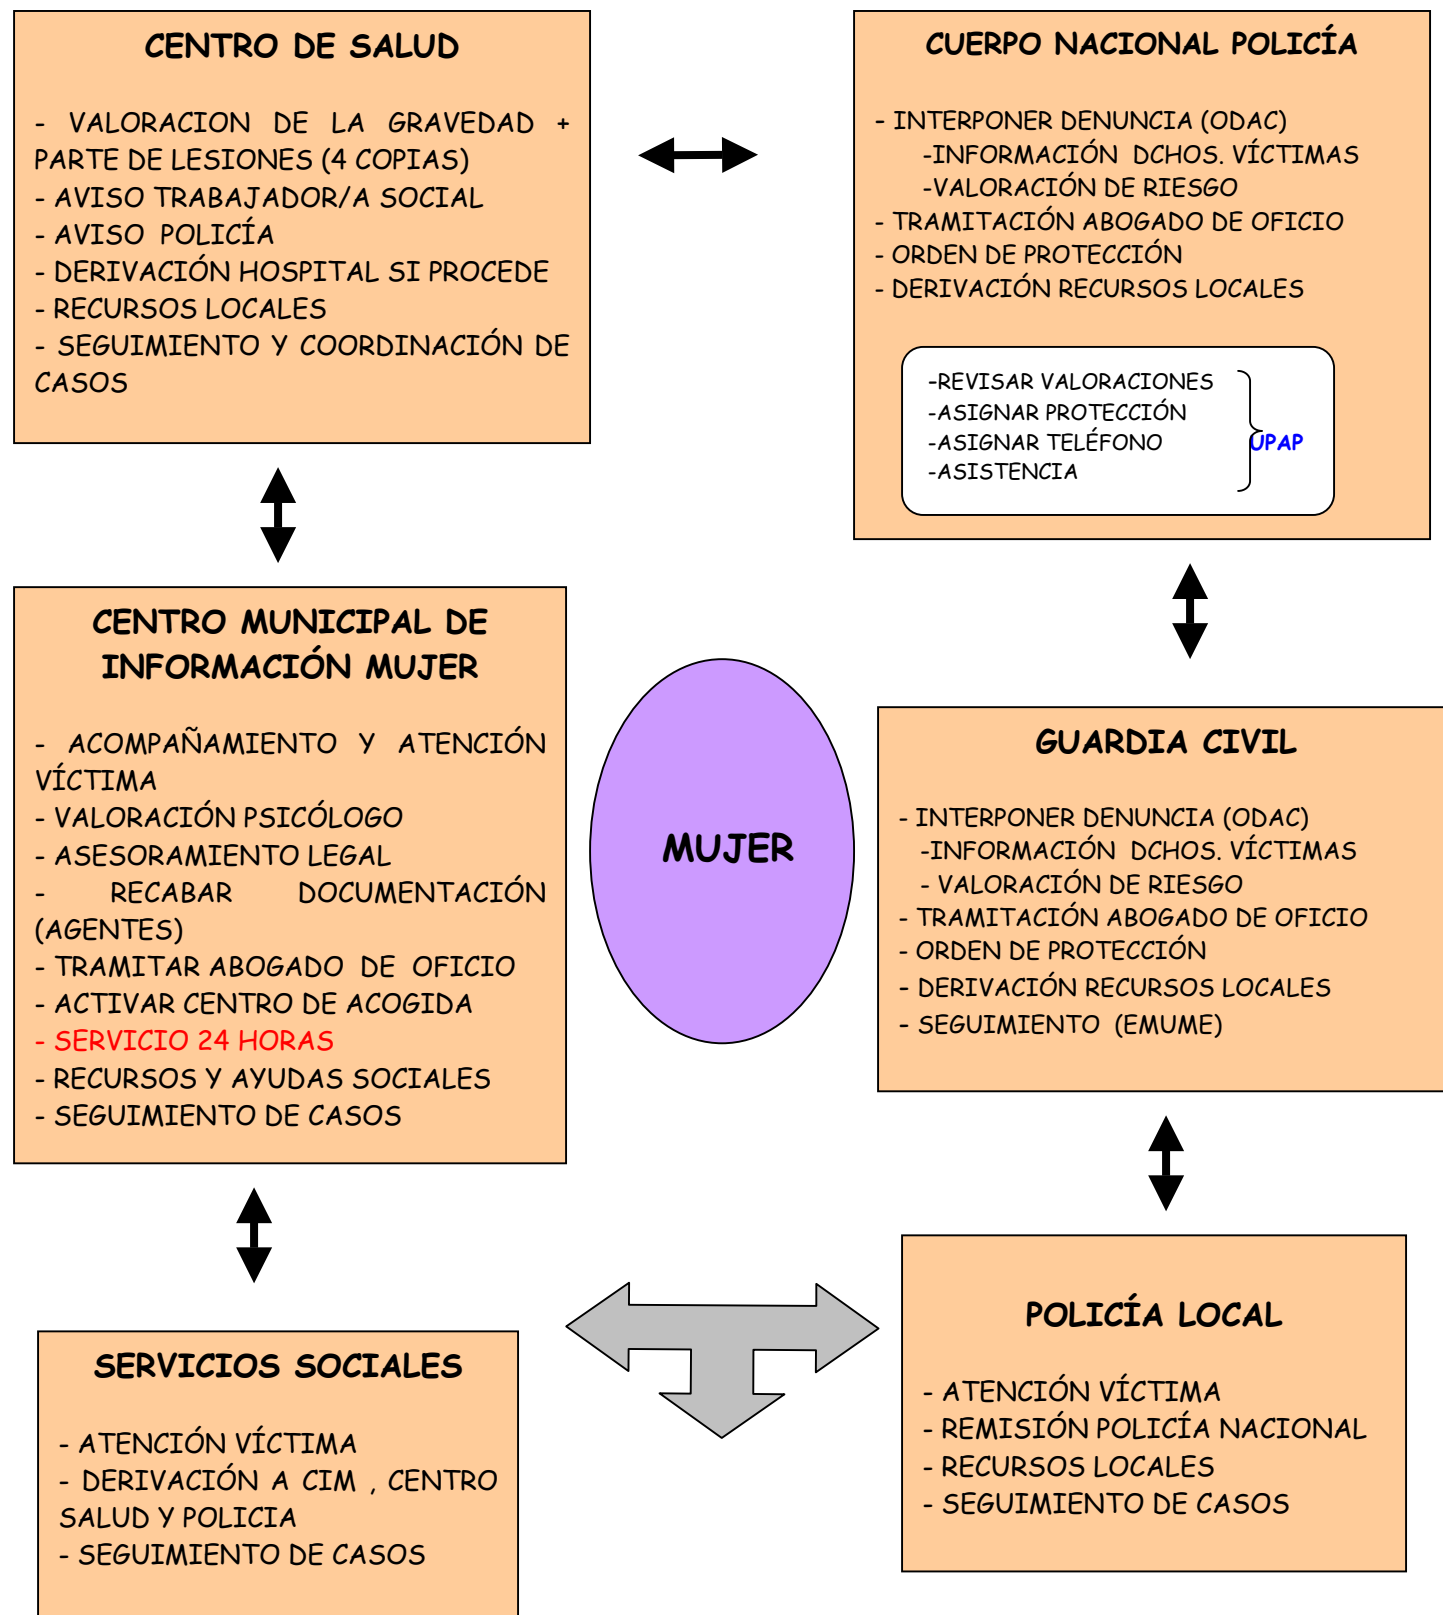 CENTRO DE SALUD
- VALORACION DE LA GRAVEDAD +
PARTE DE LESIONES (4 COPIAS)
- AVISO TRABAJADOR/A SOCIAL
- AVISO POLICÍA
- DERIVACIÓN HOSPITAL SI PROCEDE
- RECURSOS LOCALES
- SEGUIMIENTO Y COORDINACIÓN DE
CASOS
CUERPO NACIONAL POLICÍA
- INTERPONER DENUNCIA (ODAC)
-INFORMACIÓN DCHOS. VÍCTIMAS
-VALORACIÓN DE RIESGO
- TRAMITACIÓN ABOGADO DE OFICIO
- ORDEN DE PROTECCIÓN
- DERIVACIÓN RECURSOS LOCALES
-REVISAR VALORACIONES
-ASIGNAR PROTECCIÓN
-ASIGNAR TELÉFONO
-ASISTENCIA
UPAP
CENTRO MUNICIPAL DE
INFORMACIÓN MUJER
- ACOMPAÑAMIENTO Y ATENCIÓN
VÍCTIMA
- VALORACIÓN PSICÓLOGO
- ASESORAMIENTO LEGAL
- RECABAR DOCUMENTACIÓN
(AGENTES)
- TRAMITAR ABOGADO DE OFICIO
- ACTIVAR CENTRO DE ACOGIDA
- SERVICIO 24 HORAS
- RECURSOS Y AYUDAS SOCIALES
- SEGUIMIENTO DE CASOS
MUJER
GUARDIA CIVIL
- INTERPONER DENUNCIA (ODAC)
-INFORMACIÓN DCHOS. VÍCTIMAS
- VALORACIÓN DE RIESGO
- TRAMITACIÓN ABOGADO DE OFICIO
- ORDEN DE PROTECCIÓN
- DERIVACIÓN RECURSOS LOCALES
- SEGUIMIENTO (EMUME)
SERVICIOS SOCIALES
- ATENCIÓN VÍCTIMA
- DERIVACIÓN A CIM , CENTRO
SALUD Y POLICIA
- SEGUIMIENTO DE CASOS
POLICÍA LOCAL
- ATENCIÓN VÍCTIMA
- REMISIÓN POLICÍA NACIONAL
- RECURSOS LOCALES
- SEGUIMIENTO DE CASOS